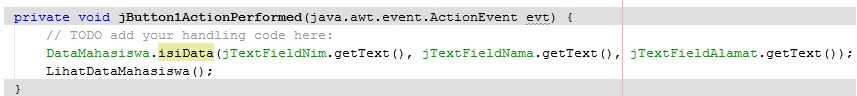 private void jButton1ActionPerformed(java.awt.event.ActionEvent evt) {
// TODO add your handling code here:
DataMahasiswa.isiData(jTextFieldNim.getText(), jTextFieldNama.getText(), jTextFieldAlamat.getText());
LihatDataMahasiswa();
}